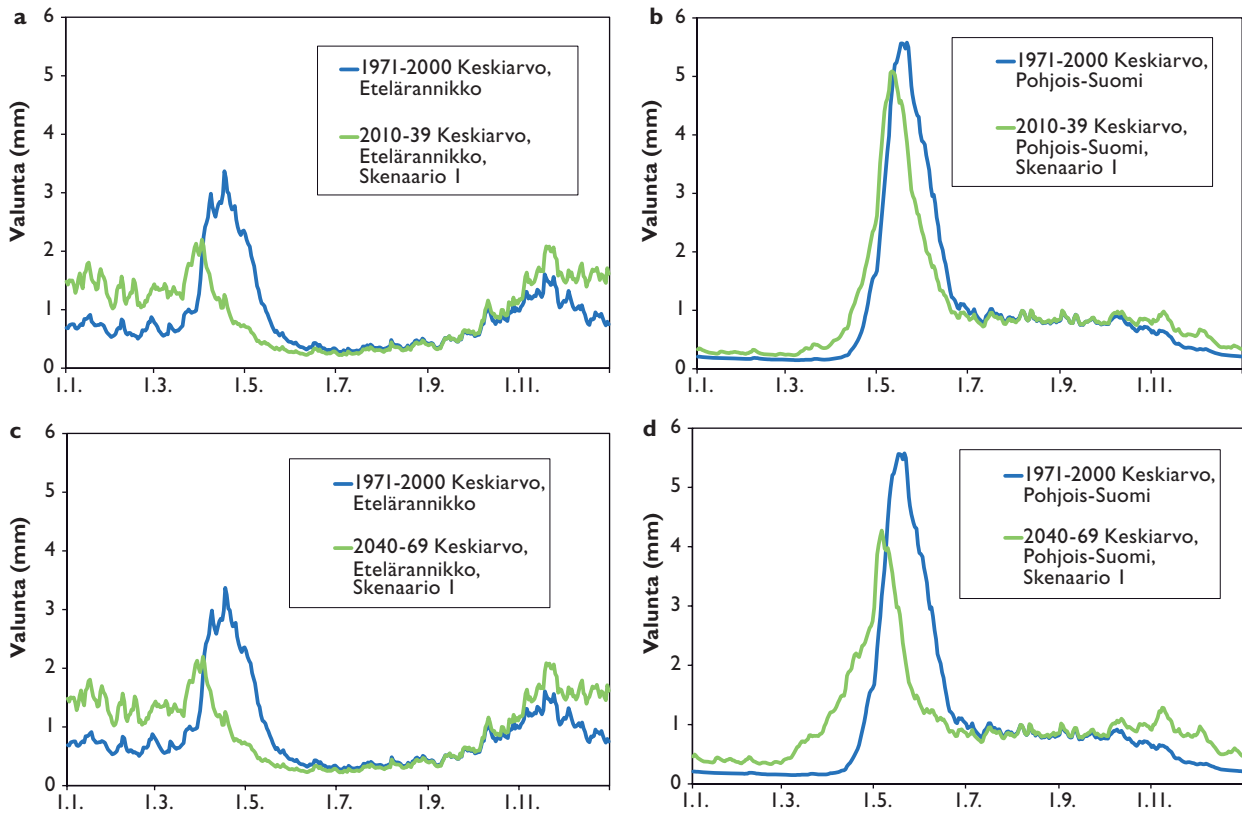 a
Valunta (mm)
6
5
4
3
2
1
0
1.1.
1.3.
1.5.
1.7.
1.9.
1.11.
1971-2000 Keskiarvo,
Etelärannikko
2010-39 Keskiarvo,
Etelärannikko,
Skenaario 1
b
Valunta (mm)
6
5
4
3
2
1
0
1.1.
1.3.
1.5.
1.7.
1.9.
1.11.
1971-2000 Keskiarvo,
Pohjois-Suomi
2010-39 Keskiarvo,
Pohjois-Suomi,
Skenaario 1
c
Valunta (mm)
6
5
4
3
2
1
0
1.1.
1.3.
1.5.
1.7.
1.9.
1.11.
1971-2000 Keskiarvo,
Etelärannikko
2040-69 Keskiarvo,
Etelärannikko,
Skenaario 1
d
Valunta (mm)
6
5
4
3
2
1
0
1.1.
1.3.
1.5.
1.7.
1.9.
1.11.
1971-2000 Keskiarvo,
Pohjois-Suomi
2040-69 Keskiarvo,
Pohjois-Suomi,
Skenaario 1